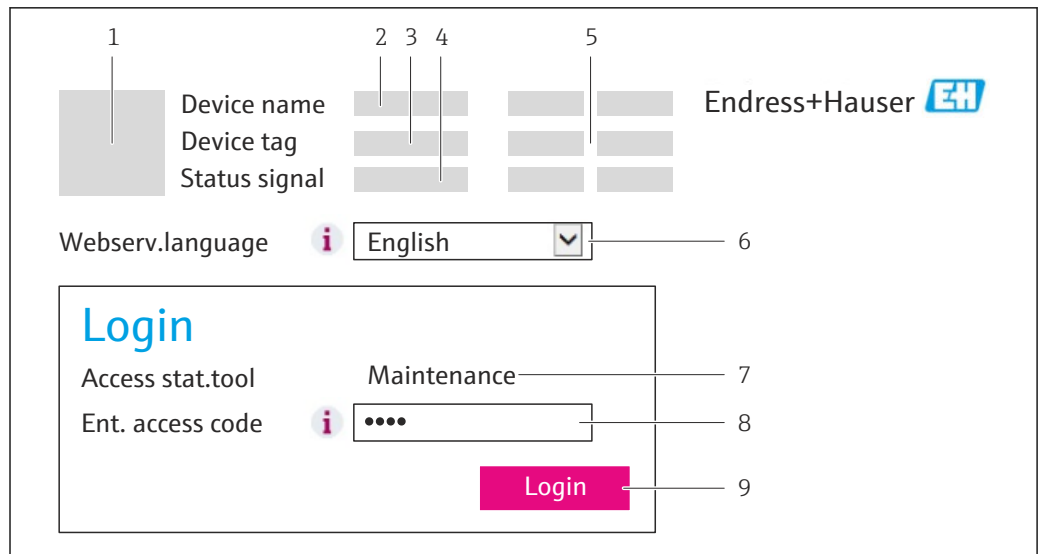 1 2 3 4 5
Device name
Endress+Hauser EH
Device tag
Status signal
Webserv.language i English 6
Login
Access stat.tool Maintenance 7
Ent. access code i •••• 8
Login 9